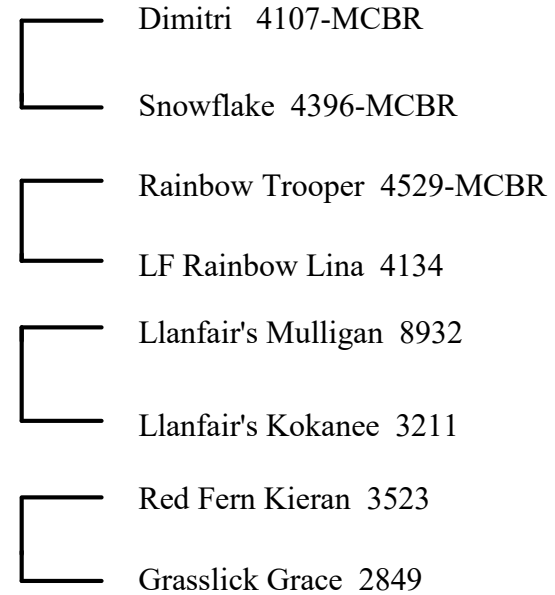 Dimitri 4107-MCBR
Snowflake 4396-MCBR
Rainbow Trooper 4529-MCBR
LF Rainbow Lina 4134
Llanfair's Mulligan 8932
Llanfair's Kokanee 3211
Red Fern Kieran 3523
Grasslick Grace 2849